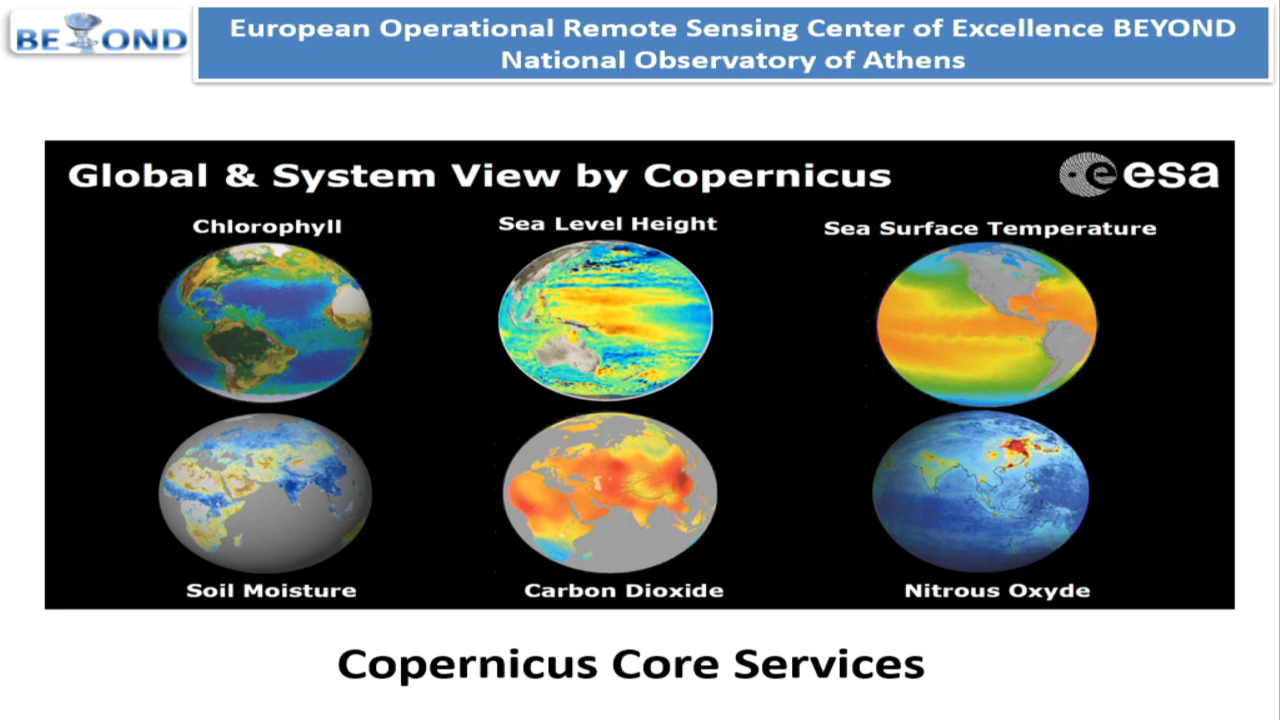 BEYOND
European Operational Remote Sensing Center of Excellence BEYOND
National Observatory of Athens
Global & System View by Copernicus
esa
Chlorophyll
Sea Level Height
Sea Surface Temperature
Soil Moisture
Carbon Dioxide
Nitrous Oxyde
Copernicus Core Services